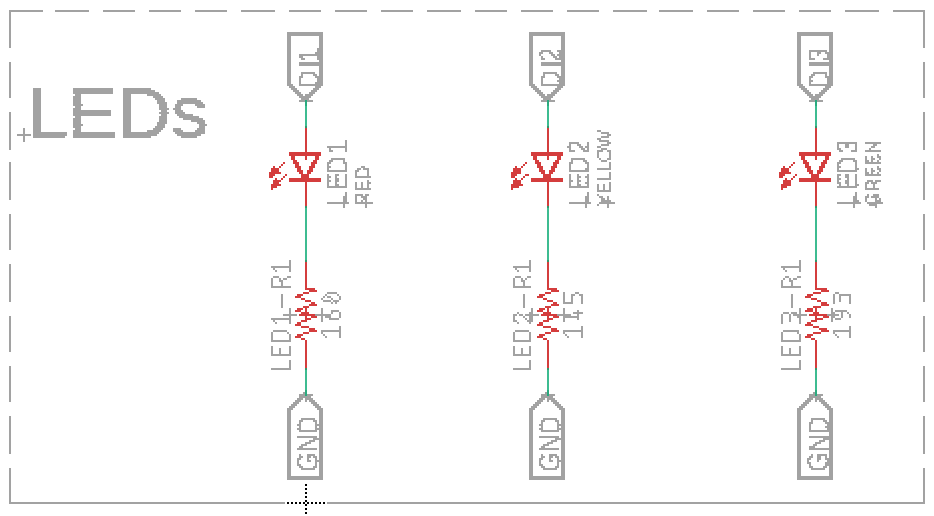 LEDs
DI1
LED1
RED
LED1-R1
GND
DI2
LED2
YELLOW
LED2-R1
145
GND
DI3
LED3
GREEN
LED3-R1
193
GND